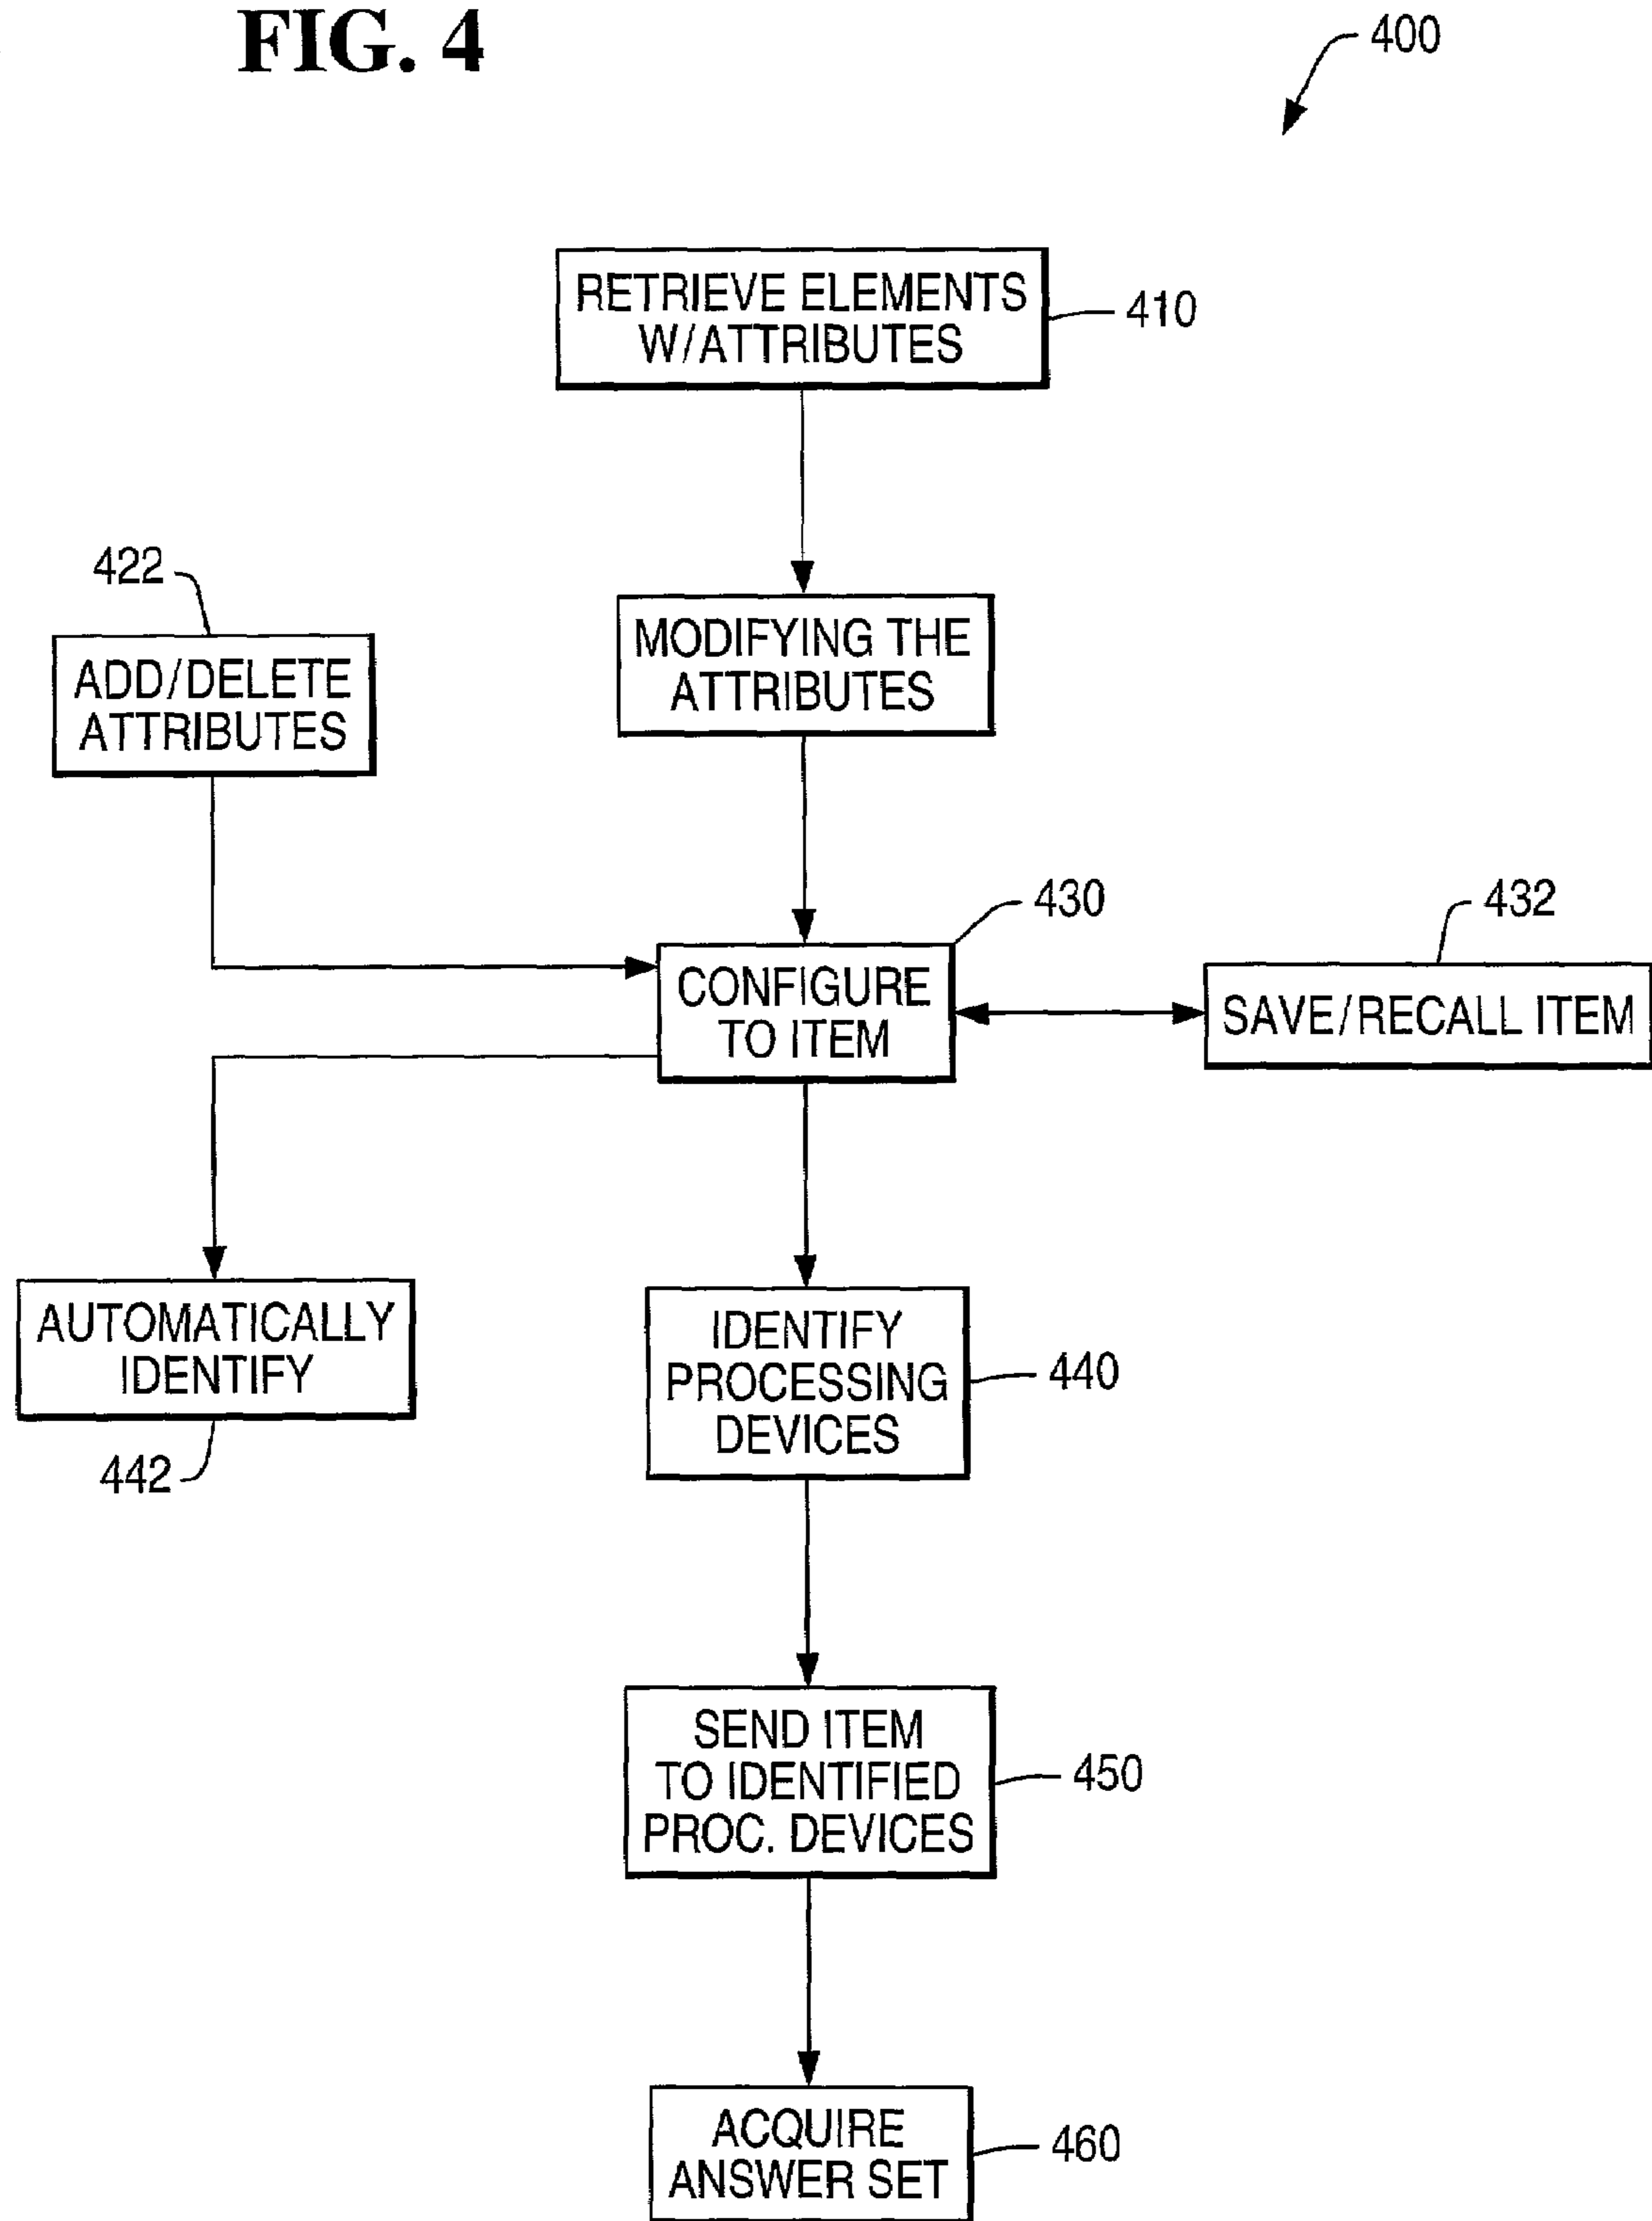 FIG. 4
400
RETRIEVE ELEMENTS
W/ATTRIBUTES
410
422
ADD/DELETE
ATTRIBUTES
MODIFYING THE
ATTRIBUTES
430
432
CONFIGURE
TO ITEM
SAVE/RECALL ITEM
AUTOMATICALLY
IDENTIFY
442
IDENTIFY
PROCESSING
DEVICES
440
SEND ITEM
TO IDENTIFIED
PROC. DEVICES
450
ACQUIRE
ANSWER SET
460